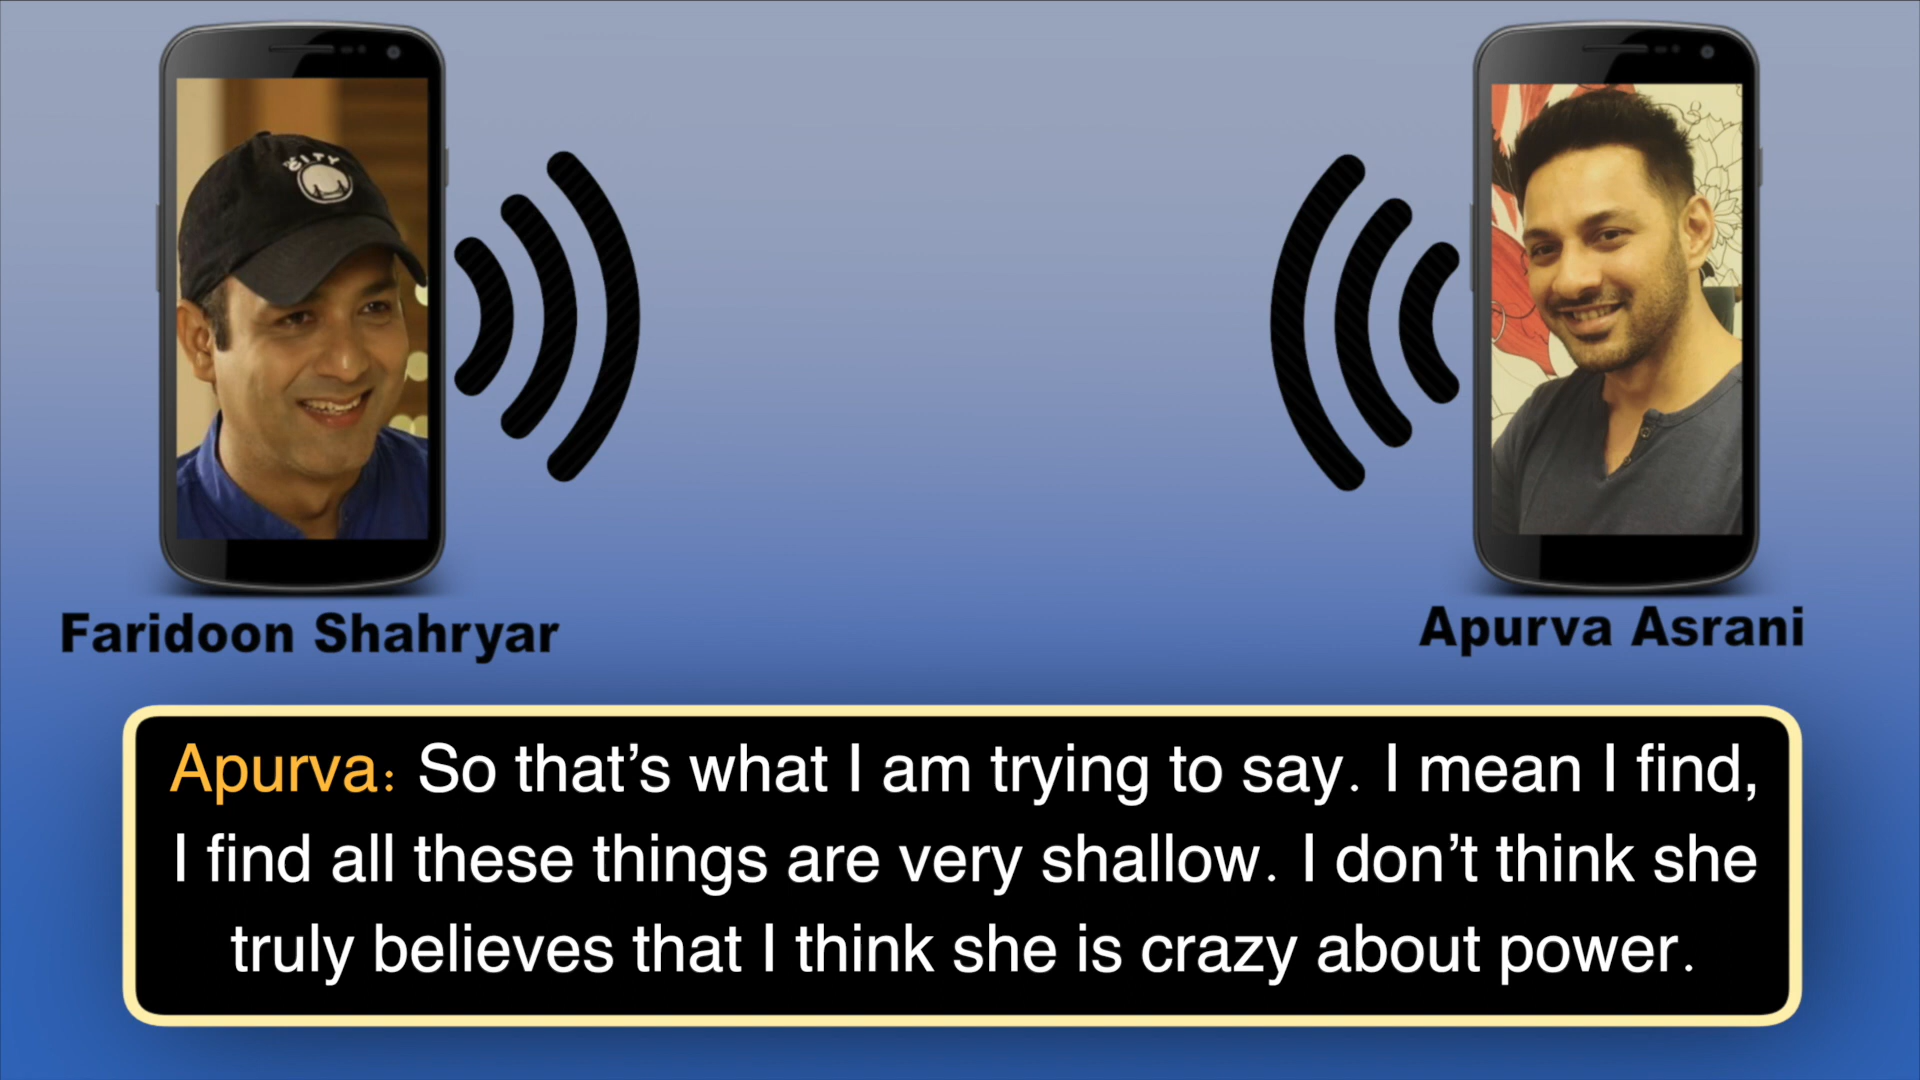 CITY
Faridoon Shahryar
Apurva Asrani
Apurva: So that's what I am trying to say. I mean I find,
I find all these things are very shallow. I don't think she
truly believes that I think she is crazy about power.